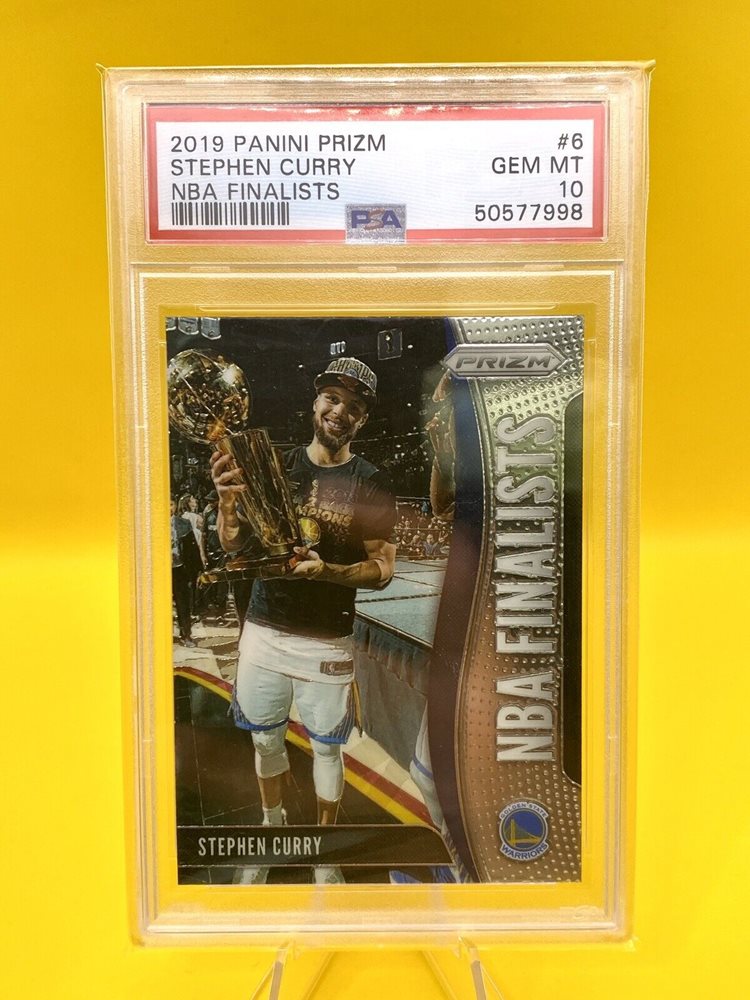 2019 PANINI PRIZM #6
STEPHEN CURRY GEM MT
NBA FINALISTS 10
50577998
PSA
PRIZM
NBA FINALISTS
CHAMPIONS
GOLDEN STATE
WARRIORS
STEPHEN CURRY